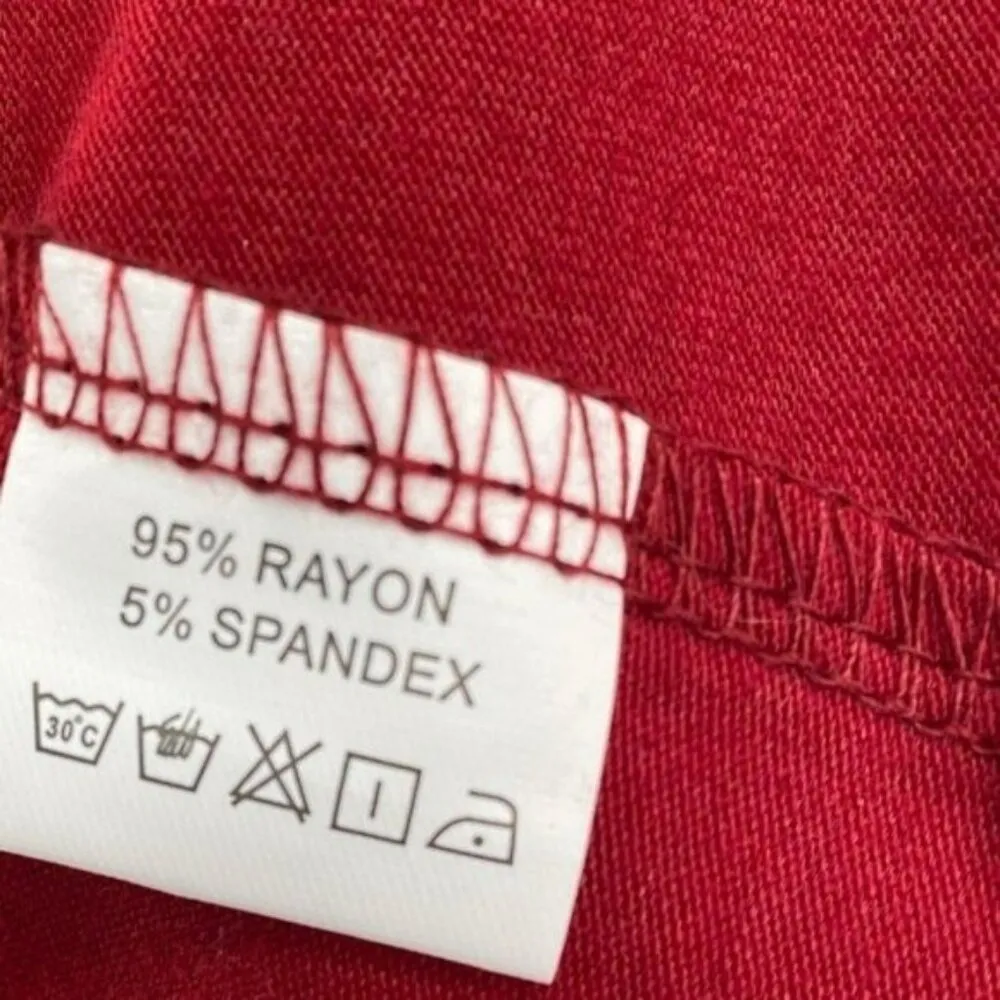 95% RAYON
5% SPANDEX
30°C